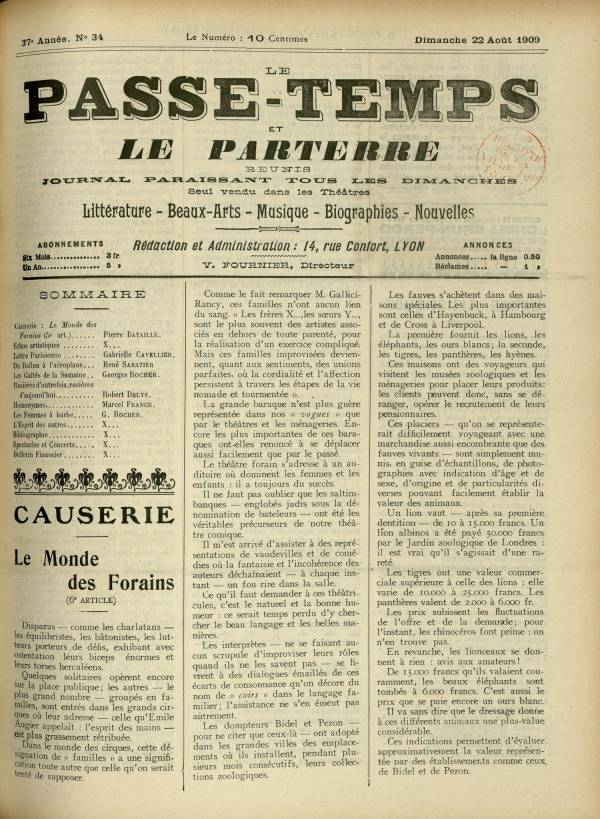 37e Année. No 34
Le Numéro : 10 Centimes
Dimanche 22 Août 1909
LE
PASSE-TEMPS
ET
LE PARTERRE
REUNIS
JOURNAL PARAISSANT TOUS LES DIMANCHES
Seul vendu dans les Théâtres
Littérature - Beaux-Arts - Musique - Biographies - Nouvelles
ABONNEMENTS
Six Mois............... 3 fr.
Un An.................. 5 »
Rédaction et Administration : 14, rue Confort, LYON
V. FOURNIER, Directeur
ANNONCES
Annonces..... la ligne 0.50
Réclames..... — 1 »
SOMMAIRE
Causerie : Le Monde des
Forains (5e art.)...... Pierre BATAILLE.
Echos artistiques ........ X...
Lettre Parisienne ...... Gabrielle CAVELLIER.
Du Ballon à l'aéroplane.. René SABATIER
Les Gaîtés de la Semaine.. Georges ROCHER.
Rosières d'autrefois, rosières
d'aujourd'hui.......... Robert DELYS.
Homonymes............. Marcel FRANCE.
Les Femmes à barbe..... G. ROCHER.
L'Esprit des autres...... X...
Bibliographie............ X...
Spectacles et Concerts.... X...
Bulletin Financier ...... X...
CAUSERIE
Le Monde
des Forains
(6e ARTICLE)
Disparus — comme les charlatans —
les équilibristes, les bâtonistes, les lut-
teurs porteurs de défis, exhibant avec
ostentation leurs biceps énormes et
leurs torses herculéens.
Quelques solitaires opèrent encore
sur la place publique; les autres — le
plus grand nombre — groupés en fa-
milles, sont entrés dans les grands cir-
ques où leur adresse — celle qu'Emile
Augier appelait : l'esprit des mains —
est plus grassement rétribuée.
Dans le monde des cirques, cette dé-
signation de « familles » a une signifi-
cation toute autre que celle qu'on serait
tenté de supposer.
Comme le fait remarquer M. Gallici-
Rancy, ces familles n'ont aucun lien
du sang. « Les frères X...,les sœurs Y...,
sont le plus souvent des artistes asso-
ciés en dehors de toute parenté, pour
la réalisation d'un exercice compliqué.
Mais ces familles improvisées devien-
nent, quant aux sentiments, des unions
parfaites, où la cordialité et l'affection
persistent à travers les étapes de la vie
nomade et tourmentée ».
La grande baraque n'est plus guère
représentée dans nos « vogues » que
par le théâtres et les ménageries. En-
core les plus importantes de ces bara-
ques ont-elles renoncé à se déplacer
aussi facilement que par le passé.
Le théâtre forain s'adresse à un au-
ditoire où dominent les femmes et les
enfants : il a toujours du succès.
Il ne faut pas oublier que les saltim-
banques — englobés jadis sous la dé-
nomination de bateleurs — ont été les
véritables précurseurs de notre théâ-
tre comique.
Il m'est arrivé d'assister à des repré-
sentations de vaudevilles et de comé-
dies où la fantaisie et l'incohérence des
auteurs déchaînaient — à chaque ins-
tant — un fou rire dans la salle.
Ce qu'il faut demander à ces théâtri-
cules, c'est le naturel et la bonne hu-
meur : ce serait temps perdu d'y cher-
cher le beau langage et les belles ma-
nières.
Les interprètes — ne se faisant au-
cun scrupule d'improviser leurs rôles
quand ils ne les savent pas — se li-
vrent à des dialogues émaillés de ces
écarts de consonnance qu'on décore du
nom de « cuirs » dans le langage fa-
milier; l'assistance ne s'en émeut pas
autrement.
Les dompteurs Bidel et Pezon —
pour ne citer que ceux-là — ont adopté
dans les grandes villes des emplace-
ments où ils installent, pendant plu-
sieurs mois consécutifs, leurs collec-
tions zoologiques.
Les fauves s'achètent dans des mai-
sons spéciales. Les plus importantes
sont celles d'Hayenbuck, à Hambourg
et de Cross à Liverpool.
La première fournit les lions, les
éléphants, les ours blancs; la seconde,
les tigres, les panthères, les hyènes.
Ces maisons ont des voyageurs qui
visitent les musées zoologiques et les
ménageries pour placer leurs produits:
les clients peuvent donc, sans se dé-
ranger, opérer le recrutement de leurs
pensionnaires.
Ces placiers — qu'on se représente-
rait difficilement voyageant avec une
marchandise aussi encombrante que des
fauves vivants — sont simplement mu-
nis, en guise d'échantillons, de photo-
graphies avec indication d'âge et de
sexe, d'origine et de particularités di-
verses pouvant facilement établir la
valeur des animaux.
Un lion vaut — après sa première
dentition — de 10 à 15.000 francs. Un
lion albinos a été payé 50.000 francs
par le Jardin zoologique de Londres :
il est vrai qu'il s'agissait d'une ra-
reté.
Les tigres ont une valeur commer-
ciale supérieure à celle des lions : elle
varie de 10.000 à 25.000 francs. Les
panthères valent de 2.000 à 6.000 fr.
Les prix subissent les fluctuations
de l'offre et de la demande; pour
l'instant, les rhinocéros font prime : on
n'en trouve pas.
En revanche, les lionceaux se don-
nent à rien : avis aux amateurs!
De 15.000 francs qu'ils valaient cou-
ramment, les beaux éléphants sont
tombés à 6.000 francs. C'est aussi le
prix que se paie encore un ours blanc.
Il va sans dire que le dressage donne
à ces différents animaux une plus-value
considérable.
Ces indications permettent d'évaluer
approximativement la valeur représen-
tée par des établissements comme ceux
de Bidel et de Pezon.